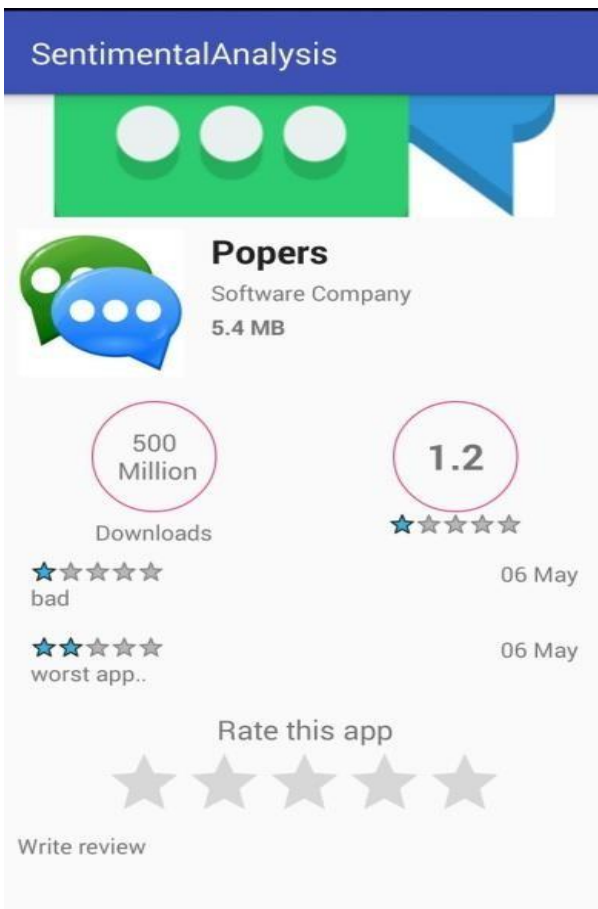 SentimentalAnalysis
Popers
Software Company
5.4 MB
500
Million
1.2
Downloads
06 May
bad
06 May
worst app..
Rate this app
Write review